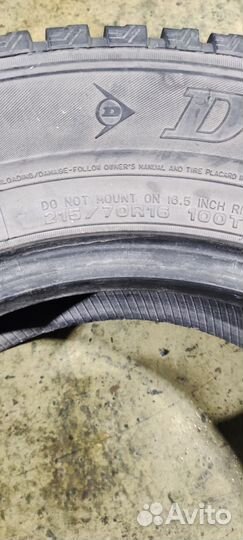 D
D
LOADING/DAMAGE-FOLLOW OWNER'S MANUAL AND TIRE PLACARD
DO NOT MOUNT ON 16.5 INCH RI
215/70R16 100T
Avito